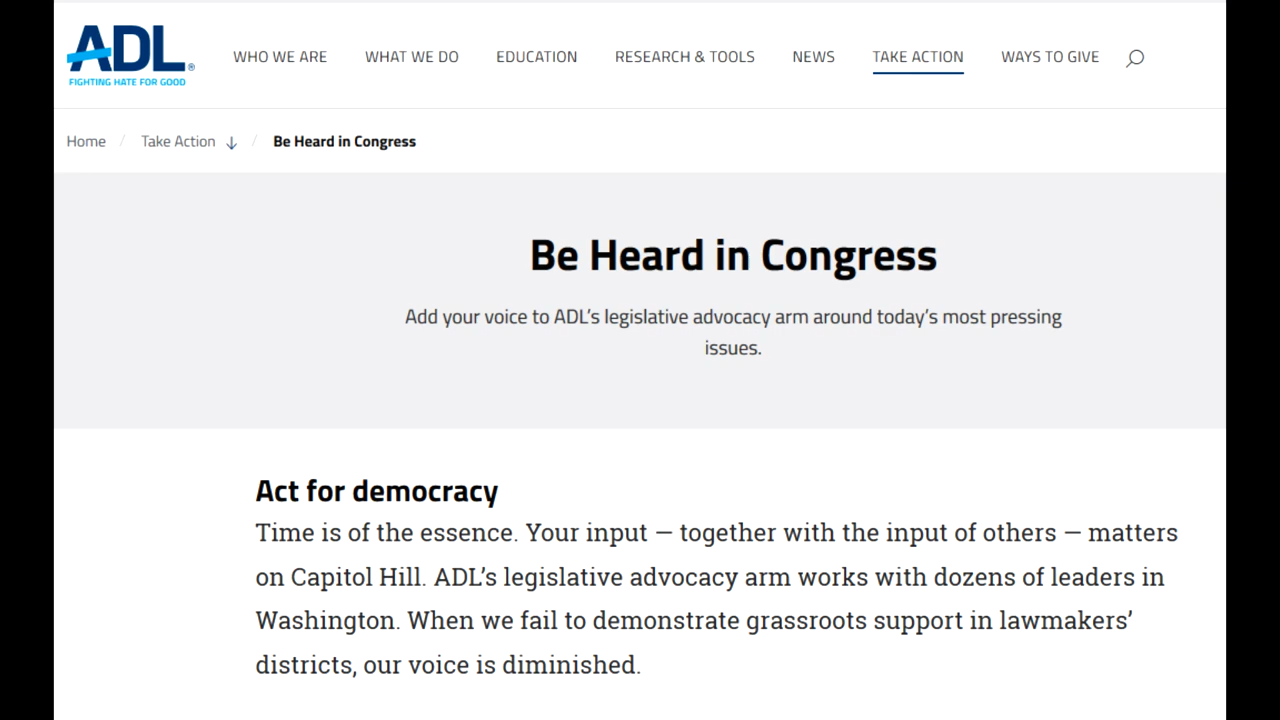 ADL®
FIGHTING HATE FOR GOOD
WHO WE ARE WHAT WE DO EDUCATION RESEARCH & TOOLS NEWS TAKE ACTION WAYS TO GIVE
Home / Take Action ↓ / Be Heard in Congress
Be Heard in Congress
Add your voice to ADL’s legislative advocacy arm around today’s most pressing
issues.
Act for democracy
Time is of the essence. Your input — together with the input of others — matters
on Capitol Hill. ADL’s legislative advocacy arm works with dozens of leaders in
Washington. When we fail to demonstrate grassroots support in lawmakers’
districts, our voice is diminished.